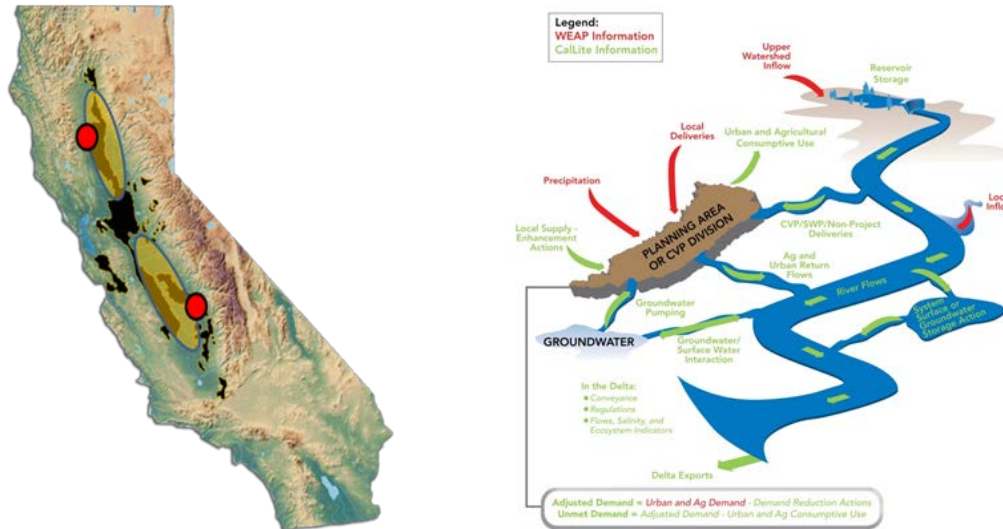 Legend:
WEAP Information
CalLite Information
Upper
Watershed
Inflow
Reservoir
Storage
Local
Deliveries
Urban and Agricultural
Consumptive Use
Precipitation
Local Supply -
Enhancement
Actions
PLANNING AREA
OR CVP DIVISION
CVP/SWP/Non-Project
Deliveries
Local
Inflow
Ag and
Urban Return
Flows
River Flows
System
Surface or
Groundwater
Storage Action
Groundwater
Pumping
GROUNDWATER
Groundwater/
Surface Water
Interaction
In the Delta:
Conveyance
Regulations
Flows, Salinity, and
Ecosystem Indicators
Delta Exports
Adjusted Demand = Urban and Ag Demand - Demand Reduction Actions
Unmet Demand = Adjusted Demand - Urban and Ag Consumptive Use